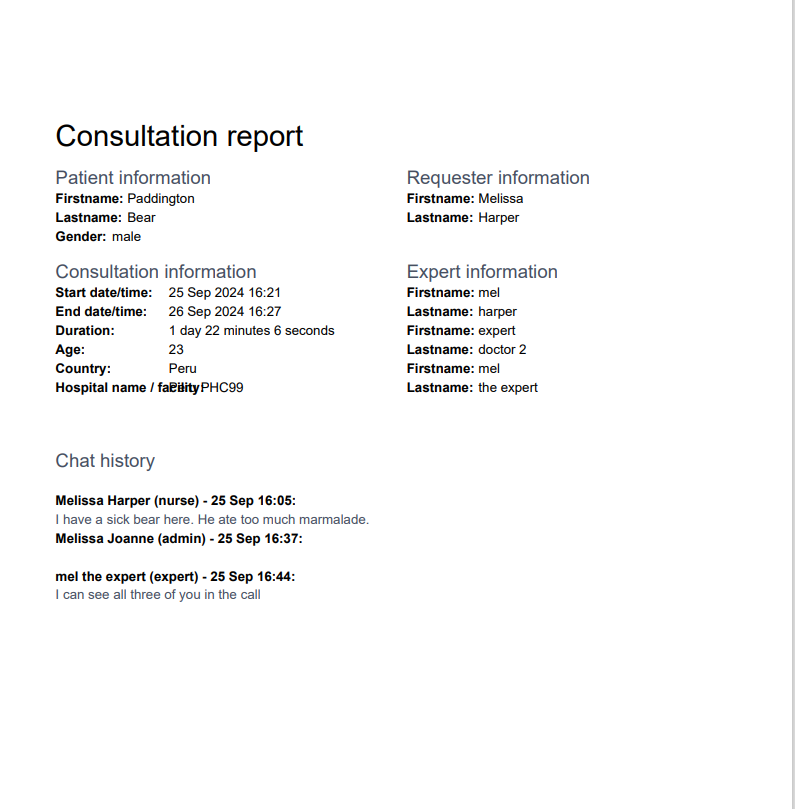 Consultation report
Patient information
Firstname: Paddington
Lastname: Bear
Gender: male
Requester information
Firstname: Melissa
Lastname: Harper
Consultation information
Start date/time: 25 Sep 2024 16:21
End date/time: 26 Sep 2024 16:27
Duration: 1 day 22 minutes 6 seconds
Age: 23
Country: Peru
Hospital name / facility: PHC99
Expert information
Firstname: mel
Lastname: harper
Firstname: expert
Lastname: doctor 2
Firstname: mel
Lastname: the expert
Chat history
Melissa Harper (nurse) - 25 Sep 16:05:
I have a sick bear here. He ate too much marmalade.
Melissa Joanne (admin) - 25 Sep 16:37:
mel the expert (expert) - 25 Sep 16:44:
I can see all three of you in the call